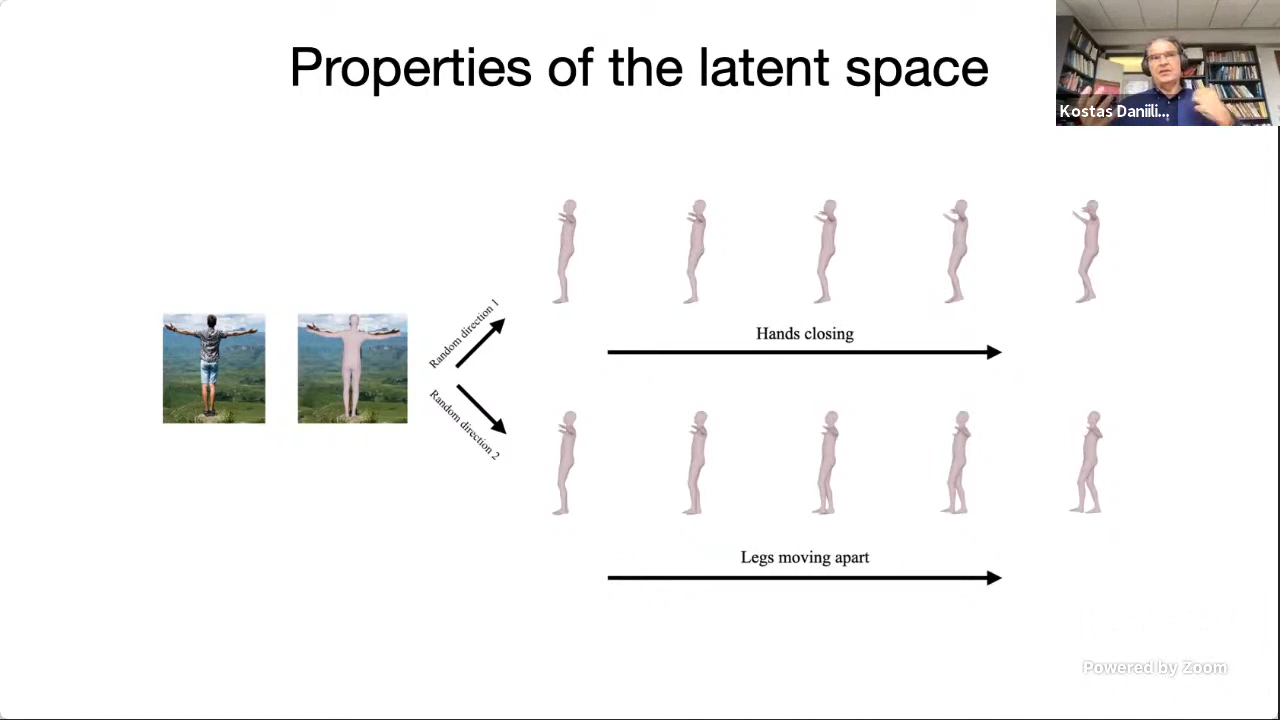 Properties of the latent space
Kostas Daniili...
Random direction 1
Hands closing
Random direction 2
Legs moving apart
Powered by Zoom